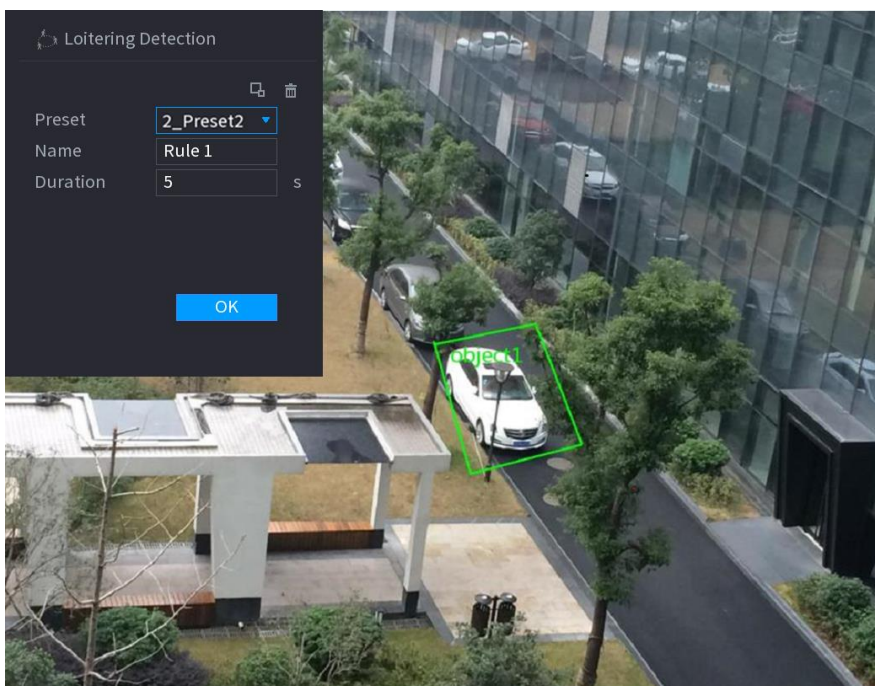 Loitering Detection
Preset 2_Preset2
Name Rule 1
Duration 5 s
OK
object1